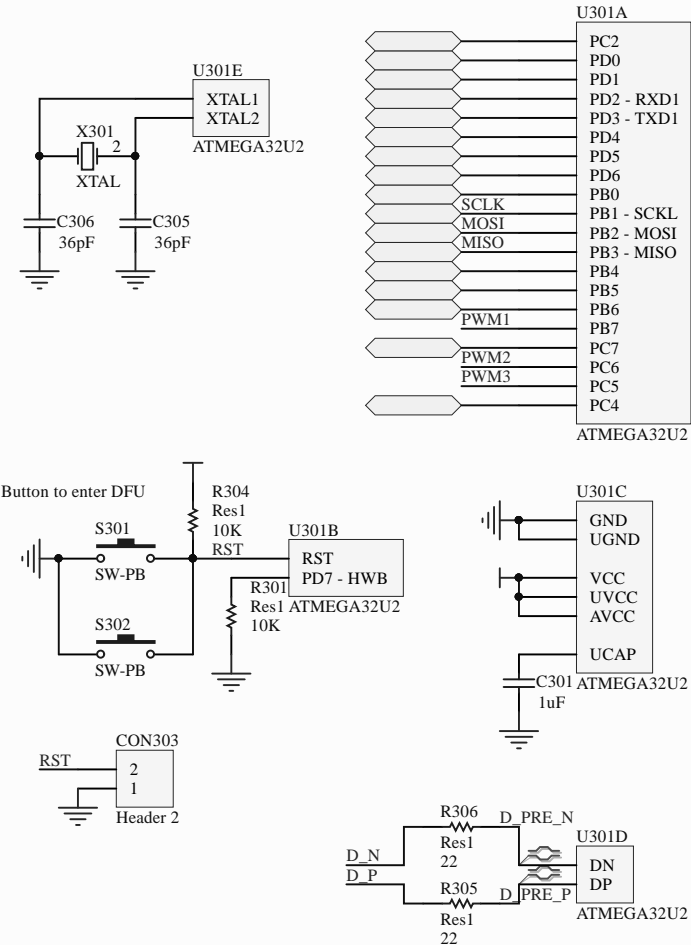 U301E
XTAL1
XTAL2
ATMEGA32U2
X301
2
XTAL
C306
36pF
C305
36pF
U301A
PC2
PD0
PD1
PD2 - RXD1
PD3 - TXD1
PD4
PD5
PD6
PB0
SCLK
PB1 - SCKL
MOSI
PB2 - MOSI
MISO
PB3 - MISO
PB4
PB5
PB6
PWM1
PB7
PC7
PWM2
PC6
PWM3
PC5
PC4
ATMEGA32U2
Button to enter DFU
R304
Res1
10K
S301
SW-PB
RST
U301B
RST
PD7 - HWB
ATMEGA32U2
R301
Res1
10K
S302
SW-PB
U301C
GND
UGND
VCC
UVCC
AVCC
UCAP
ATMEGA32U2
C301
1uF
CON303
RST
2
1
Header 2
R306
Res1
22
D_PRE_N
D_N
D_P
R305
Res1
22
D_PRE_P
U301D
DN
DP
ATMEGA32U2